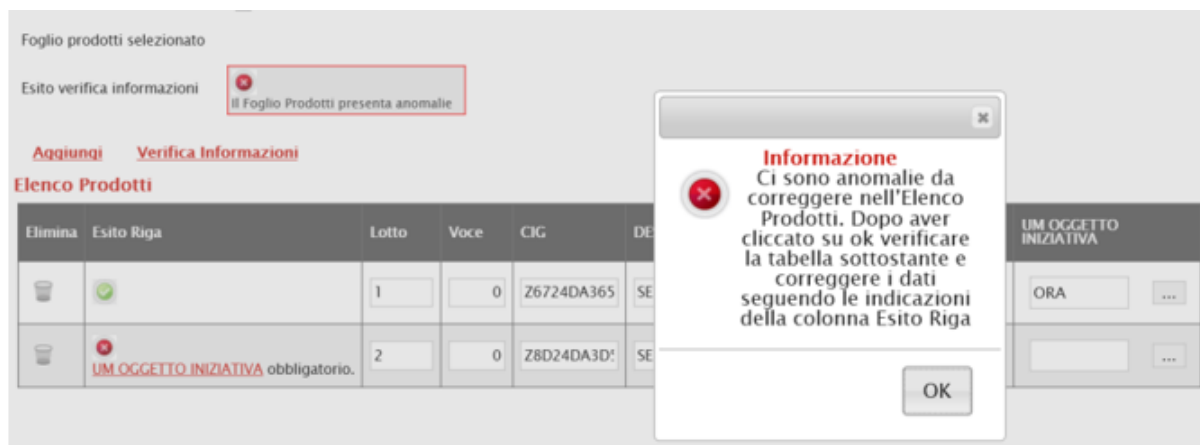 Foglio prodotti selezionato
Esito verifica informazioni
Il Foglio Prodotti presenta anomalie
Aggiungi Verifica Informazioni
Elenco Prodotti
Elimina Esito Riga Lotto Voce CIG UM OGGETTO
INIZIATIVA
1 0 Z6724DA365 SE ORA ...
UM OGGETTO INIZIATIVA obbligatorio. 2 0 SE ...
Informazione
Ci sono anomalie da
correggere nell'Elenco
Prodotti. Dopo aver
cliccato su ok verificare
la tabella sottostante e
correggere i dati
seguendo le indicazioni
della colonna Esito Riga
OK